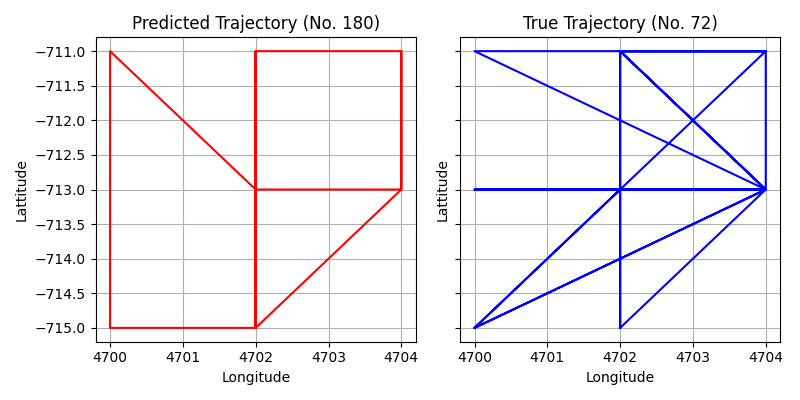 Predicted Trajectory (No. 180)
True Trajectory (No. 72)
−711.0
−711.5
−712.0
−712.5
−713.0
−713.5
−714.0
−714.5
−715.0
Lattitude
Lattitude
4700 4701 4702 4703 4704
4700 4701 4702 4703 4704
Longitude
Longitude